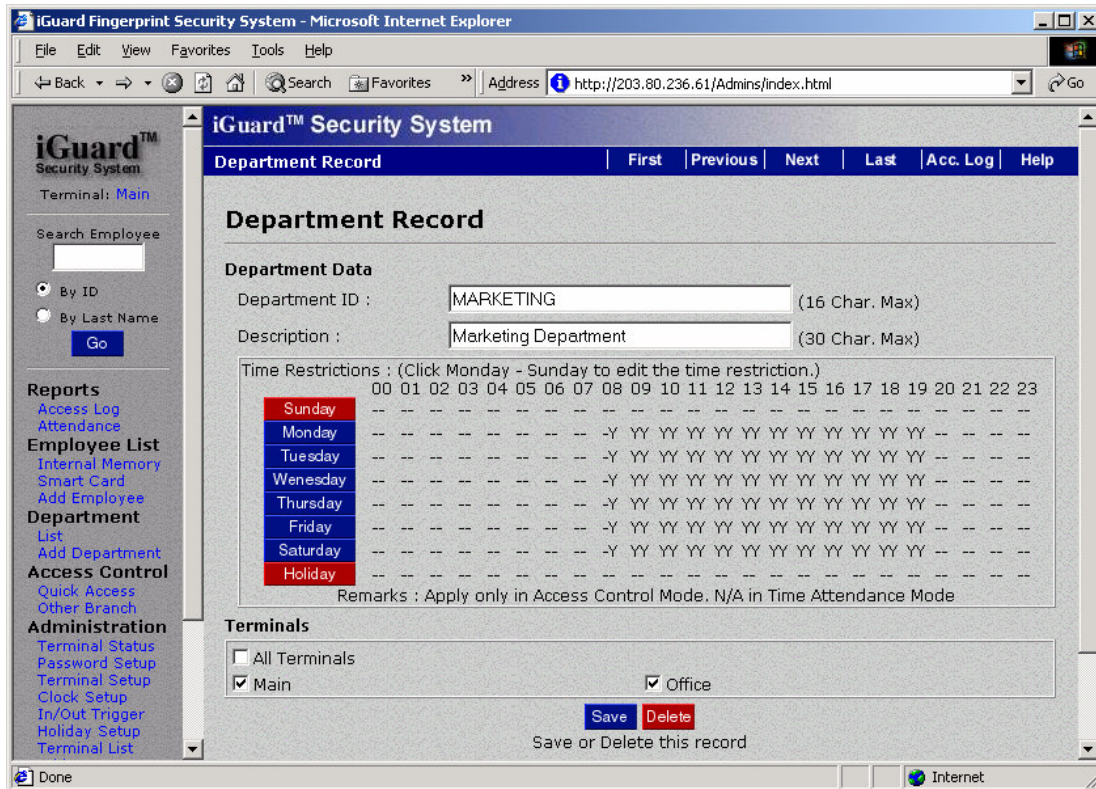 iGuard Fingerprint Security System - Microsoft Internet Explorer
File Edit View Favorites Tools Help
Back Search Favorites » Address http://203.80.236.61/Admins/index.html Go
iGuard™
Security System
Terminal: Main
Search Employee
By ID
By Last Name
Go
Reports
Access Log
Attendance
Employee List
Internal Memory
Smart Card
Add Employee
Department
List
Add Department
Access Control
Quick Access
Other Branch
Administration
Terminal Status
Password Setup
Terminal Setup
Clock Setup
In/Out Trigger
Holiday Setup
Terminal List
iGuard™ Security System
Department Record First Previous Next Last Acc. Log Help
Department Record
Department Data
Department ID : MARKETING (16 Char. Max)
Description : Marketing Department (30 Char. Max)
Time Restrictions : (Click Monday - Sunday to edit the time restriction.)
00 01 02 03 04 05 06 07 08 09 10 11 12 13 14 15 16 17 18 19 20 21 22 23
Sunday -- -- -- -- -- -- -- -- -- -- -- -- -- -- -- -- -- -- -- -- -- -- -- --
Monday -- -- -- -- -- -- -- -- -Y YY YY YY YY YY YY YY YY YY YY YY -- -- -- --
Tuesday -- -- -- -- -- -- -- -- -Y YY YY YY YY YY YY YY YY YY YY YY -- -- -- --
Wenesday -- -- -- -- -- -- -- -- -Y YY YY YY YY YY YY YY YY YY YY YY -- -- -- --
Thursday -- -- -- -- -- -- -- -- -Y YY YY YY YY YY YY YY YY YY YY YY -- -- -- --
Friday -- -- -- -- -- -- -- -- -Y YY YY YY YY YY YY YY YY YY YY YY -- -- -- --
Saturday -- -- -- -- -- -- -- -- -Y YY YY YY YY YY YY YY YY YY YY YY -- -- -- --
Holiday -- -- -- -- -- -- -- -- -- -- -- -- -- -- -- -- -- -- -- -- -- -- -- --
Remarks : Apply only in Access Control Mode. N/A in Time Attendance Mode
Terminals
All Terminals
Main Office
Save Delete
Save or Delete this record
Done Internet